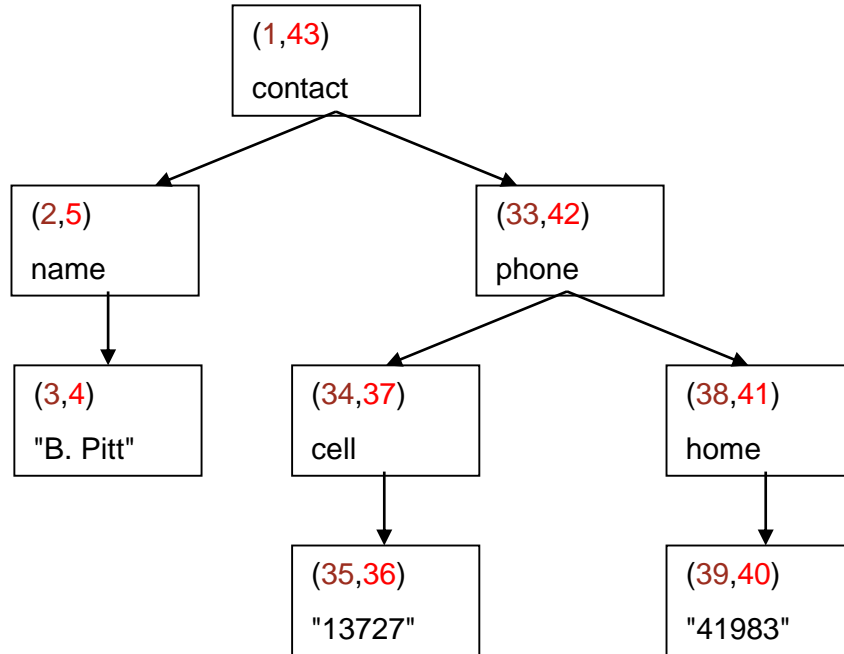 (1,43)
contact
(2,5)
name
(33,42)
phone
(3,4)
"B. Pitt"
(34,37)
cell
(38,41)
home
(35,36)
"13727"
(39,40)
"41983"